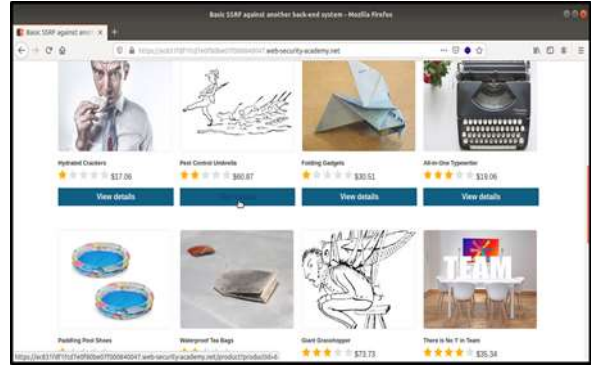 Basic SSRF against another back-end system - Mozilla Firefox
Basic SSRF against anoth
web-security-academy.net
Hydrated Crackers
Pest Control Umbrella
Folding Gadgets
All-in-One Typewriter
$17.06
$60.87
$30.51
$19.06
View details
View details
View details
TEAM
Paddling Pool Shoes
Waterproof Tea Bags
Giant Grasshopper
There is No 'I' in Team
$73.73
$35.34